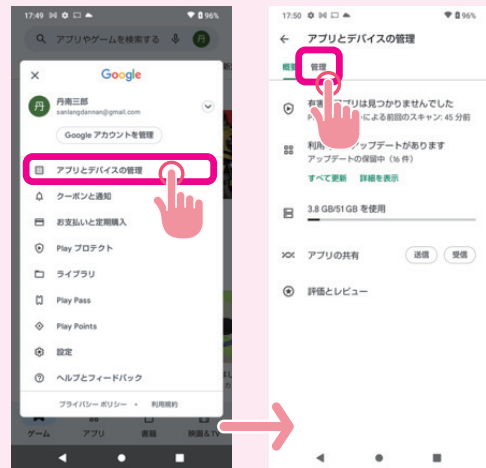 17:49
96%
アプリやゲームを検索する
丹
Google
丹
丹南三郎
sanlangdannan@gmail.com
Google アカウントを管理
アプリとデバイスの管理
クーポンと通知
お支払いと定期購入
Play プロテクト
ライブラリ
Play Pass
Play Points
設定
ヘルプとフィードバック
プライバシー ポリシー • 利用規約
ゲーム アプリ 書籍 映画&TV
17:50
96%
アプリとデバイスの管理
概要 管理
アプリは見つかりませんでした
による前回のスキャン: 45 分前
アップデートがあります
アップデートの保留中 (16 件)
すべて更新 詳細を表示
3.8 GB/51 GB を使用
アプリの共有 送信 受信
評価とレビュー